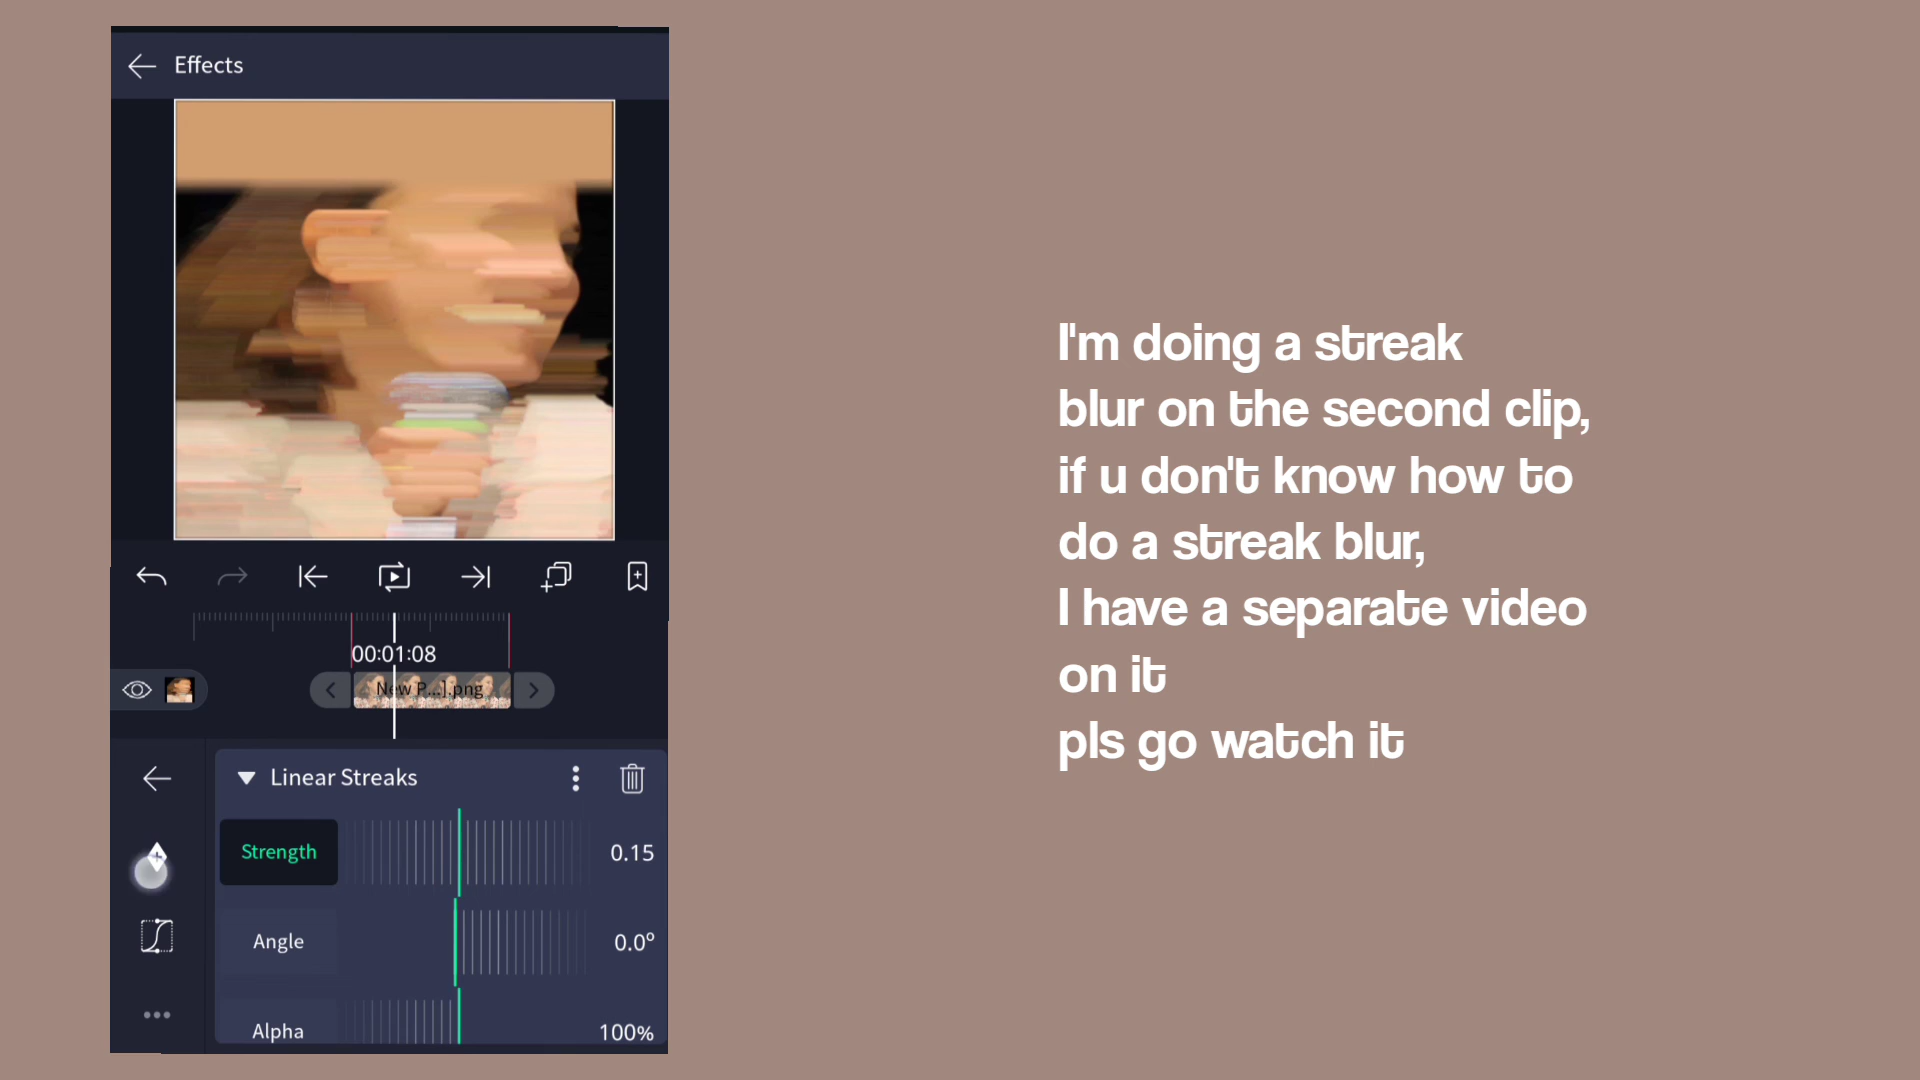 Effects
00:01:08
New P...].png
Linear Streaks
Strength 0.15
Angle 0.0º
Alpha 100%
I'm doing a streak
blur on the second clip,
if u don't know how to
do a streak blur,
I have a separate video
on it
pls go watch it